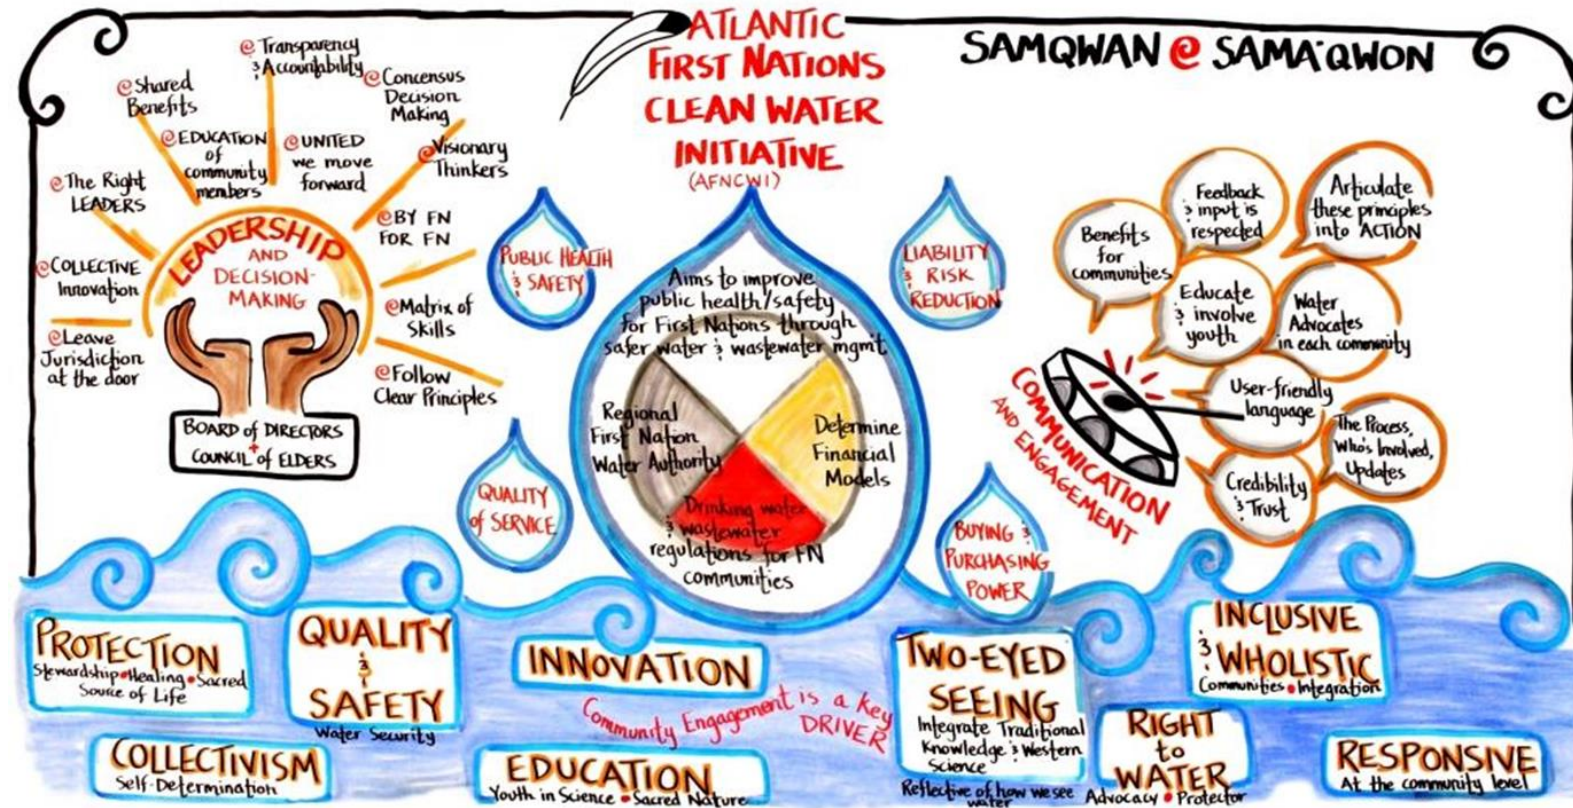 ATLANTIC
FIRST NATIONS
CLEAN WATER
INITIATIVE
(AFNCWI)
SAMQWAN @ SAMA'QWON
Transparency
& Accountability
Shared
Benefits
Concensus
Decision
Making
EDUCATION
of
community
members
UNITED
we move
forward
Visionary
Thinkers
The Right
LEADERS
BY FN
FOR FN
COLLECTIVE
Innovation
Matrix of
Skills
Leave
Jurisdiction
at the door
Follow
Clear Principles
LEADERSHIP
AND
DECISION-
MAKING
BOARD of DIRECTORS
+
COUNCIL of ELDERS
PUBLIC HEALTH
& SAFETY
QUALITY
of SERVICE
LIABILITY
& RISK
REDUCTION
BUYING &
PURCHASING
POWER
Aims to improve
public health/safety
for First Nations through
safer water & wastewater mgm't
Regional
First Nation
Water Authority
Determine
Financial
Models
Drinking water
& wastewater
regulations for FN
communities
COMMUNICATION
AND ENGAGEMENT
Benefits
for
communities
Feedback
& input is
respected
Articulate
these principles
into ACTION
Educate
& involve
youth
Water
Advocates
in each community
User-friendly
language
The Process,
Who's Involved,
Updates
Credibility
& Trust
PROTECTION
Stewardship • Healing • Sacred
Source of Life
QUALITY
&
SAFETY
Water Security
COLLECTIVISM
Self-Determination
INNOVATION
Community Engagement is a key
DRIVER
EDUCATION
Youth in Science • Sacred Nature
TWO-EYED
SEEING
Integrate Traditional
Knowledge & Western
Science
Reflective of how we see
water
RIGHT
to
WATER
Advocacy • Protector
INCLUSIVE
& WHOLISTIC
Communities • Integration
RESPONSIVE
At the community level